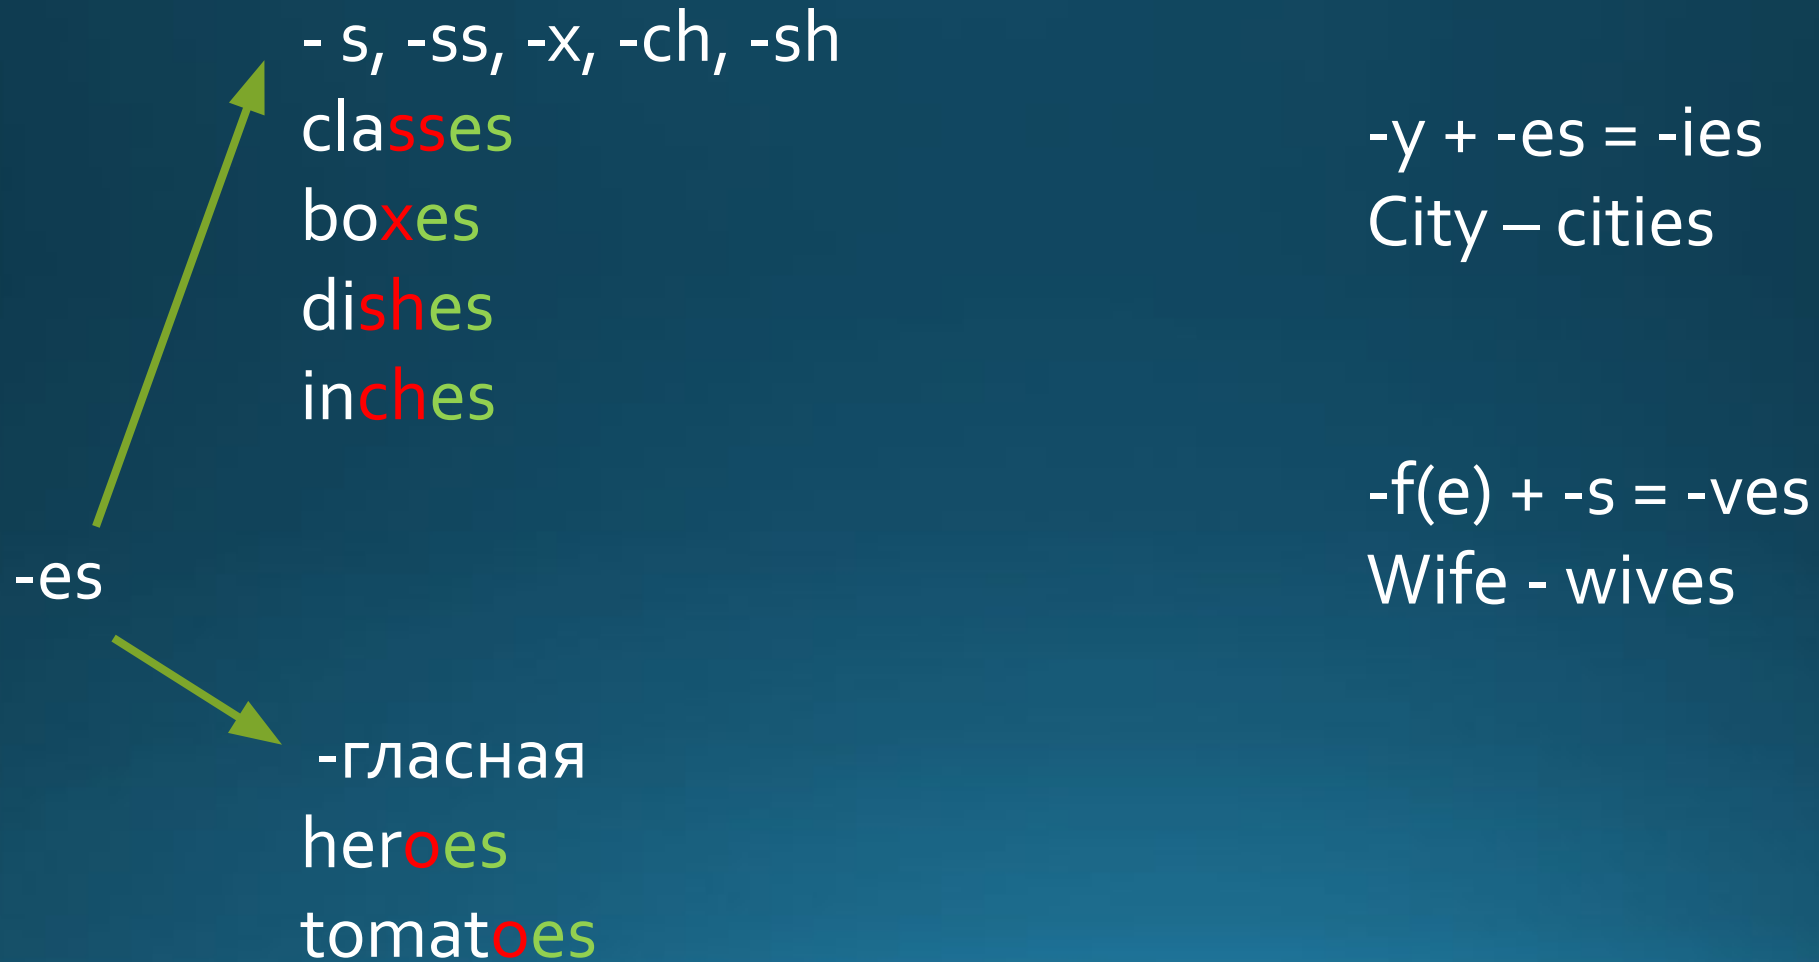 - s, -ss, -x, -ch, -sh
classes
boxes
dishes
inches
-es
-гласная
heroes
tomatoes
-y + -es = -ies
City – cities
-f(e) + -s = -ves
Wife - wives